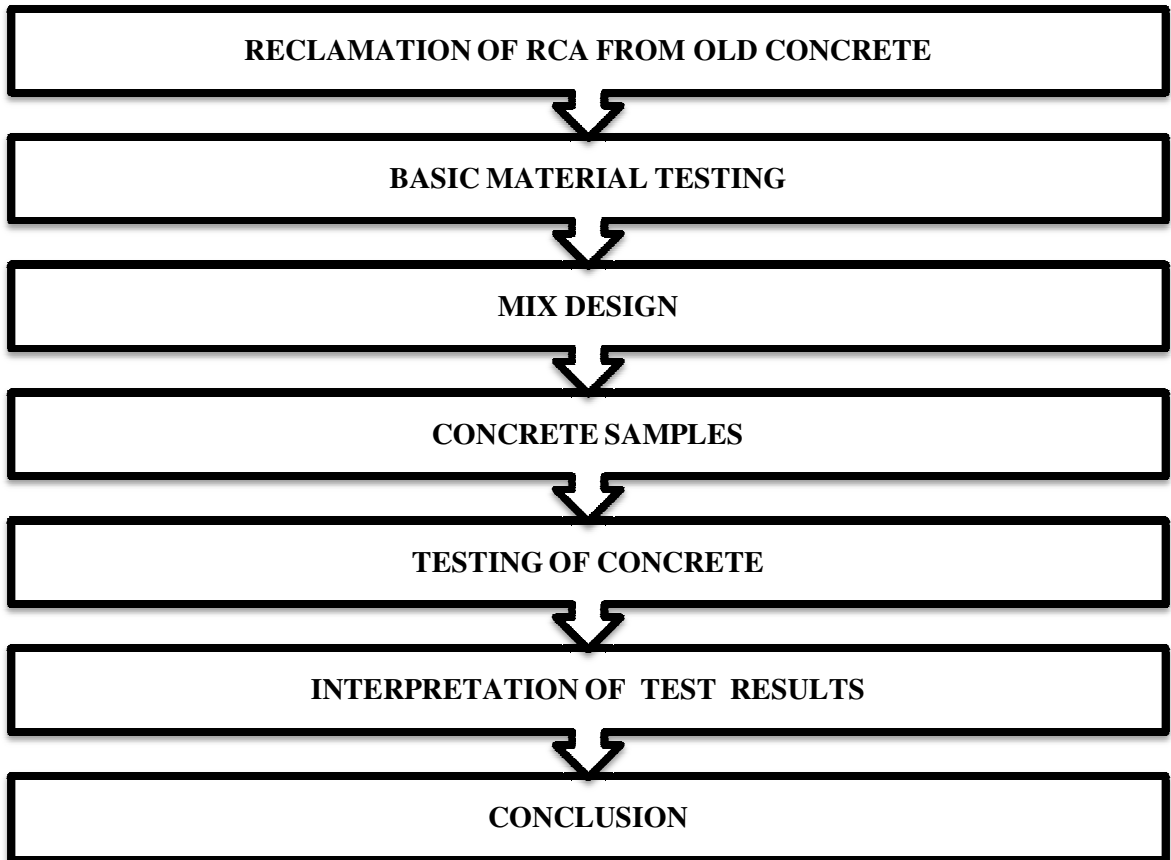 RECLAMATION OF RCA FROM OLD CONCRETE
BASIC MATERIAL TESTING
MIX DESIGN
CONCRETE SAMPLES
TESTING OF CONCRETE
INTERPRETATION OF TEST RESULTS
CONCLUSION